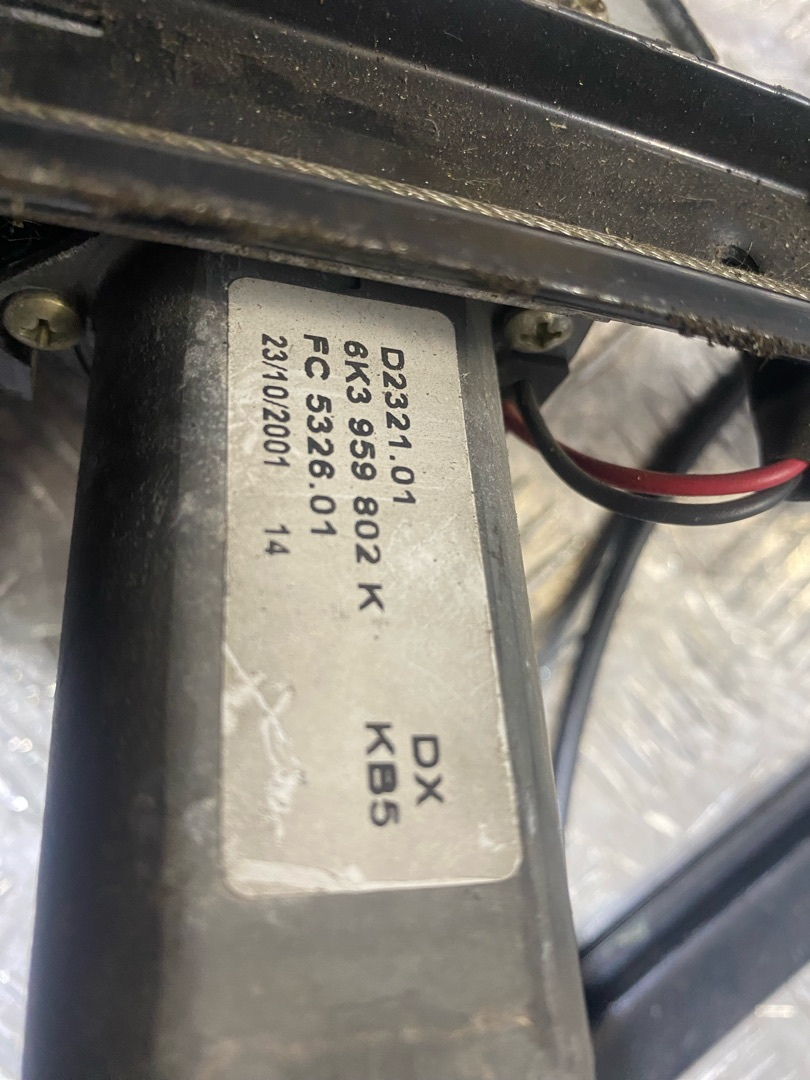 D2321.01 DX
6K3 959 802 K KB5
FC 5326.01
23/10/2001 14